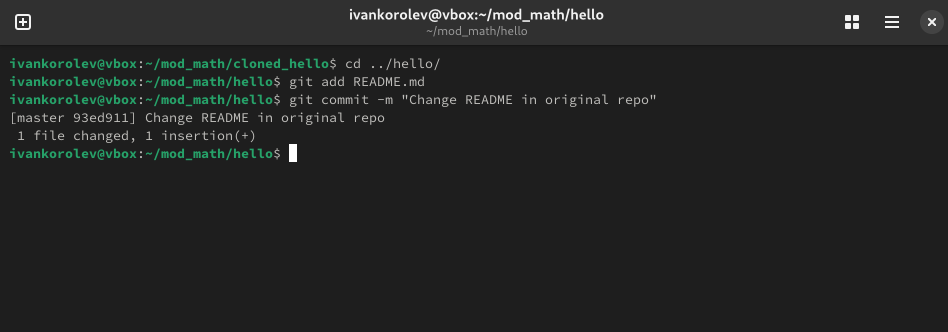 ivankorolev@vbox:~/mod_math/hello
~/mod_math/hello
ivankorolev@vbox:~/mod_math/cloned_hello$ cd ../hello/
ivankorolev@vbox:~/mod_math/hello$ git add README.md
ivankorolev@vbox:~/mod_math/hello$ git commit -m "Change README in original repo"
[master 93ed911] Change README in original repo
 1 file changed, 1 insertion(+)
ivankorolev@vbox:~/mod_math/hello$